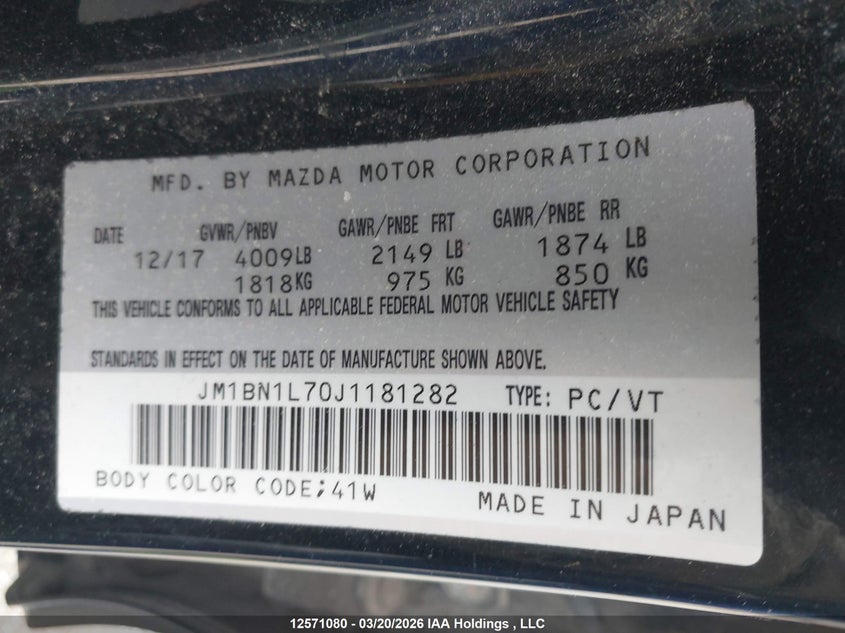 MFD. BY MAZDA MOTOR CORPORATION
DATE GVWR/PNBV GAWR/PNBE FRT GAWR/PNBE RR
12/17 4009LB 2149 LB 1874 LB
1818KG 975 KG 850 KG
THIS VEHICLE CONFORMS TO ALL APPLICABLE FEDERAL MOTOR VEHICLE SAFETY
STANDARDS IN EFFECT ON THE DATE OF MANUFACTURE SHOWN ABOVE.
JM1BN1L70J1181282 TYPE: PC/VT
BODY COLOR CODE;41W
MADE IN JAPAN
12571080 - 03/20/2026 IAA Holdings , LLC